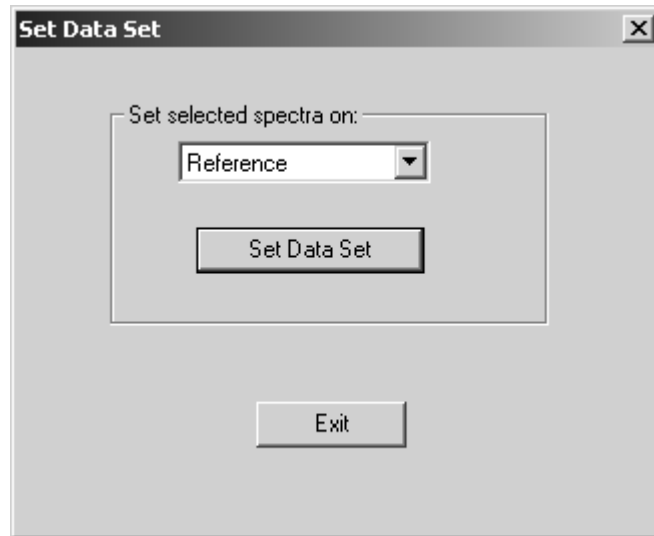 Set Data Set
Set selected spectra on:
Reference
Set Data Set
Exit